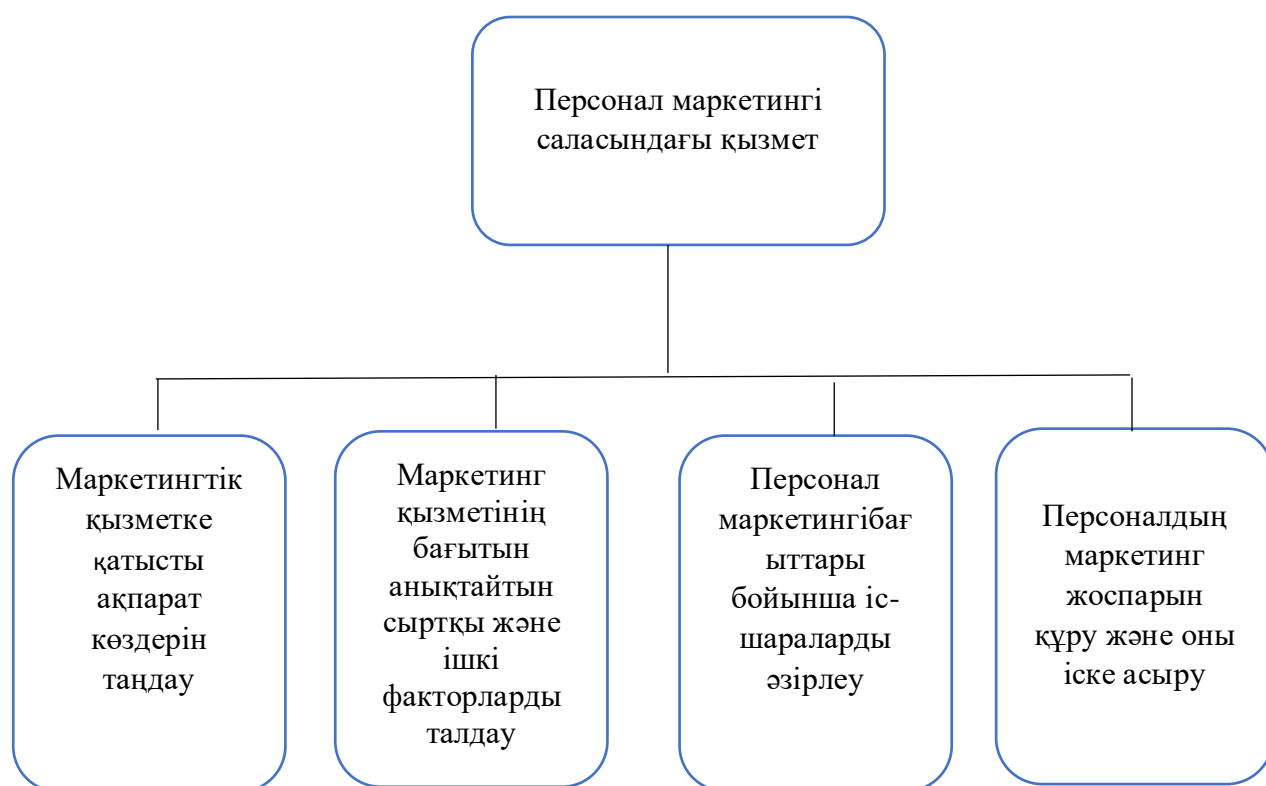 Персонал маркетингі
саласындағы қызмет
Маркетингтік
қызметке
қатысты
ақпарат
көздерін
таңдау
Маркетинг
қызметінің
бағытын
анықтайтын
сыртқы және
ішкі
факторларды
талдау
Персонал
маркетингібағ
ыттары
бойынша іс-
шараларды
әзірлеу
Персоналдың
маркетинг
жоспарын
құру және оны
іске асыру